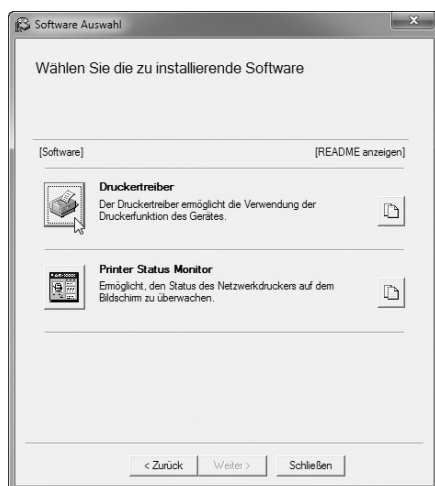 Software Auswahl
Wählen Sie die zu installierende Software
[Software] [README anzeigen]
Druckertreiber
Der Druckertreiber ermöglicht die Verwendung der
Druckerfunktion des Gerätes.
Printer Status Monitor
Ermöglicht, den Status des Netzwerkdruckers auf dem
Bildschirm zu überwachen.
< Zurück Weiter > Schließen